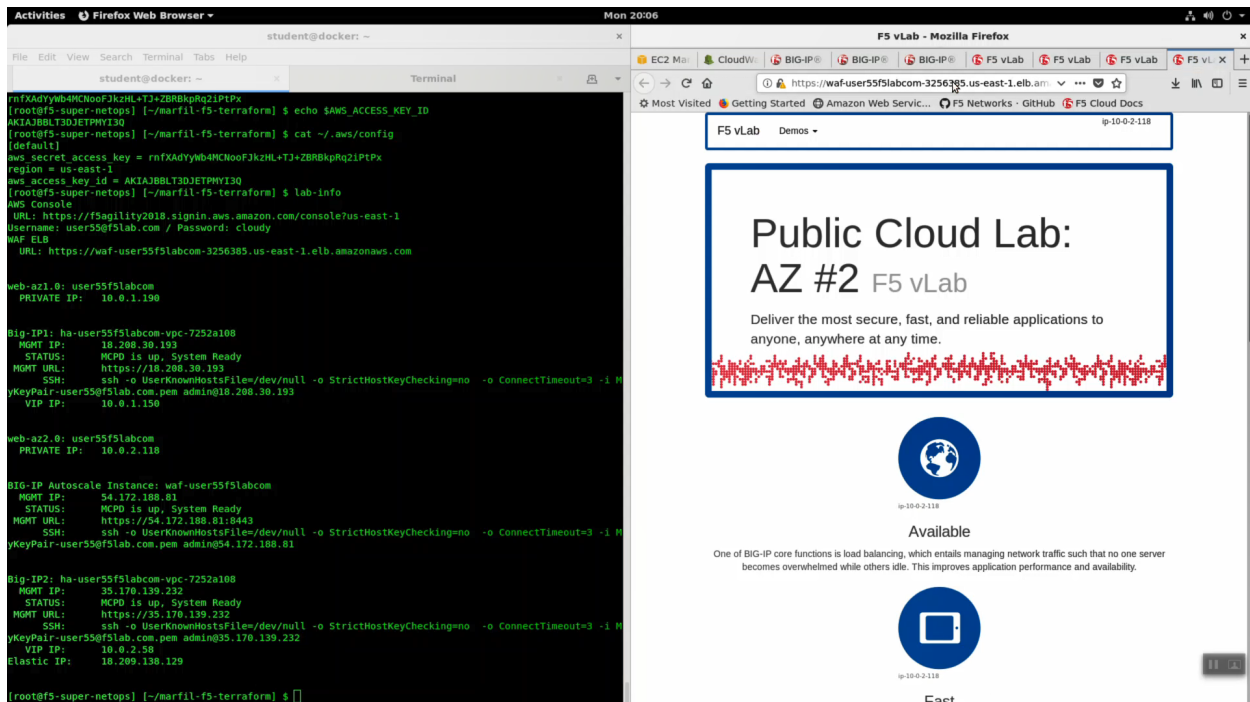 Activities Firefox Web Browser Mon 20:06
student@docker: ~
File Edit View Search Terminal Tabs Help
student@docker: ~ Terminal
rnfXAdYyWb4MCNooFJkzHL+TJ+ZBRBkpRq2iPtPx
[root@f5-super-netops] [~/marfil-f5-terraform] $ echo $AWS_ACCESS_KEY_ID
AKIAJBBLT3DJETPMYI3Q
[root@f5-super-netops] [~/marfil-f5-terraform] $ cat ~/.aws/config
[default]
aws_secret_access_key = rnfXAdYyWb4MCNooFJkzHL+TJ+ZBRBkpRq2iPtPx
region = us-east-1
aws_access_key_id = AKIAJBBLT3DJETPMYI3Q
[root@f5-super-netops] [~/marfil-f5-terraform] $ lab-info
AWS Console
URL: https://f5agility2018.signin.aws.amazon.com/console?us-east-1
Username: user55@f5lab.com / Password: cloudy
WAF ELB
URL: https://waf-user55f5labcom-3256385.us-east-1.elb.amazonaws.com
web-az1.0: user55f5labcom
PRIVATE IP: 10.0.1.190
Big-IP1: ha-user55f5labcom-vpc-7252a108
MGMT IP: 18.208.30.193
STATUS: MCPD is up, System Ready
MGMT URL: https://18.208.30.193
SSH: ssh -o UserKnownHostsFile=/dev/null -o StrictHostKeyChecking=no -o ConnectTimeout=3 -i M
yKeyPair-user55@f5lab.com.pem admin@18.208.30.193
VIP IP: 10.0.1.150
web-az2.0: user55f5labcom
PRIVATE IP: 10.0.2.118
BIG-IP Autoscale Instance: waf-user55f5labcom
MGMT IP: 54.172.188.81
STATUS: MCPD is up, System Ready
MGMT URL: https://54.172.188.81:8443
SSH: ssh -o UserKnownHostsFile=/dev/null -o StrictHostKeyChecking=no -o ConnectTimeout=3 -i M
yKeyPair-user55@f5lab.com.pem admin@54.172.188.81
Big-IP2: ha-user55f5labcom-vpc-7252a108
MGMT IP: 35.170.139.232
STATUS: MCPD is up, System Ready
MGMT URL: https://35.170.139.232
SSH: ssh -o UserKnownHostsFile=/dev/null -o StrictHostKeyChecking=no -o ConnectTimeout=3 -i M
yKeyPair-user55@f5lab.com.pem admin@35.170.139.232
VIP IP: 10.0.2.58
Elastic IP: 18.209.138.129
[root@f5-super-netops] [~/marfil-f5-terraform] $
F5 vLab - Mozilla Firefox
EC2 Ma CloudW BIG-IP® BIG-IP® BIG-IP® F5 vLab F5 vLab F5 vLab F5 vL
https://waf-user55f5labcom-3256385.us-east-1.elb.am
Most Visited Getting Started Amazon Web Servic... F5 Networks · GitHub F5 Cloud Docs
F5 vLab Demos ip-10-0-2-118
Public Cloud Lab:
AZ #2 F5 vLab
Deliver the most secure, fast, and reliable applications to
anyone, anywhere at any time.
ip-10-0-2-118
Available
One of BIG-IP core functions is load balancing, which entails managing network traffic such that no one server
becomes overwhelmed while others idle. This improves application performance and availability.
ip-10-0-2-118
Fast